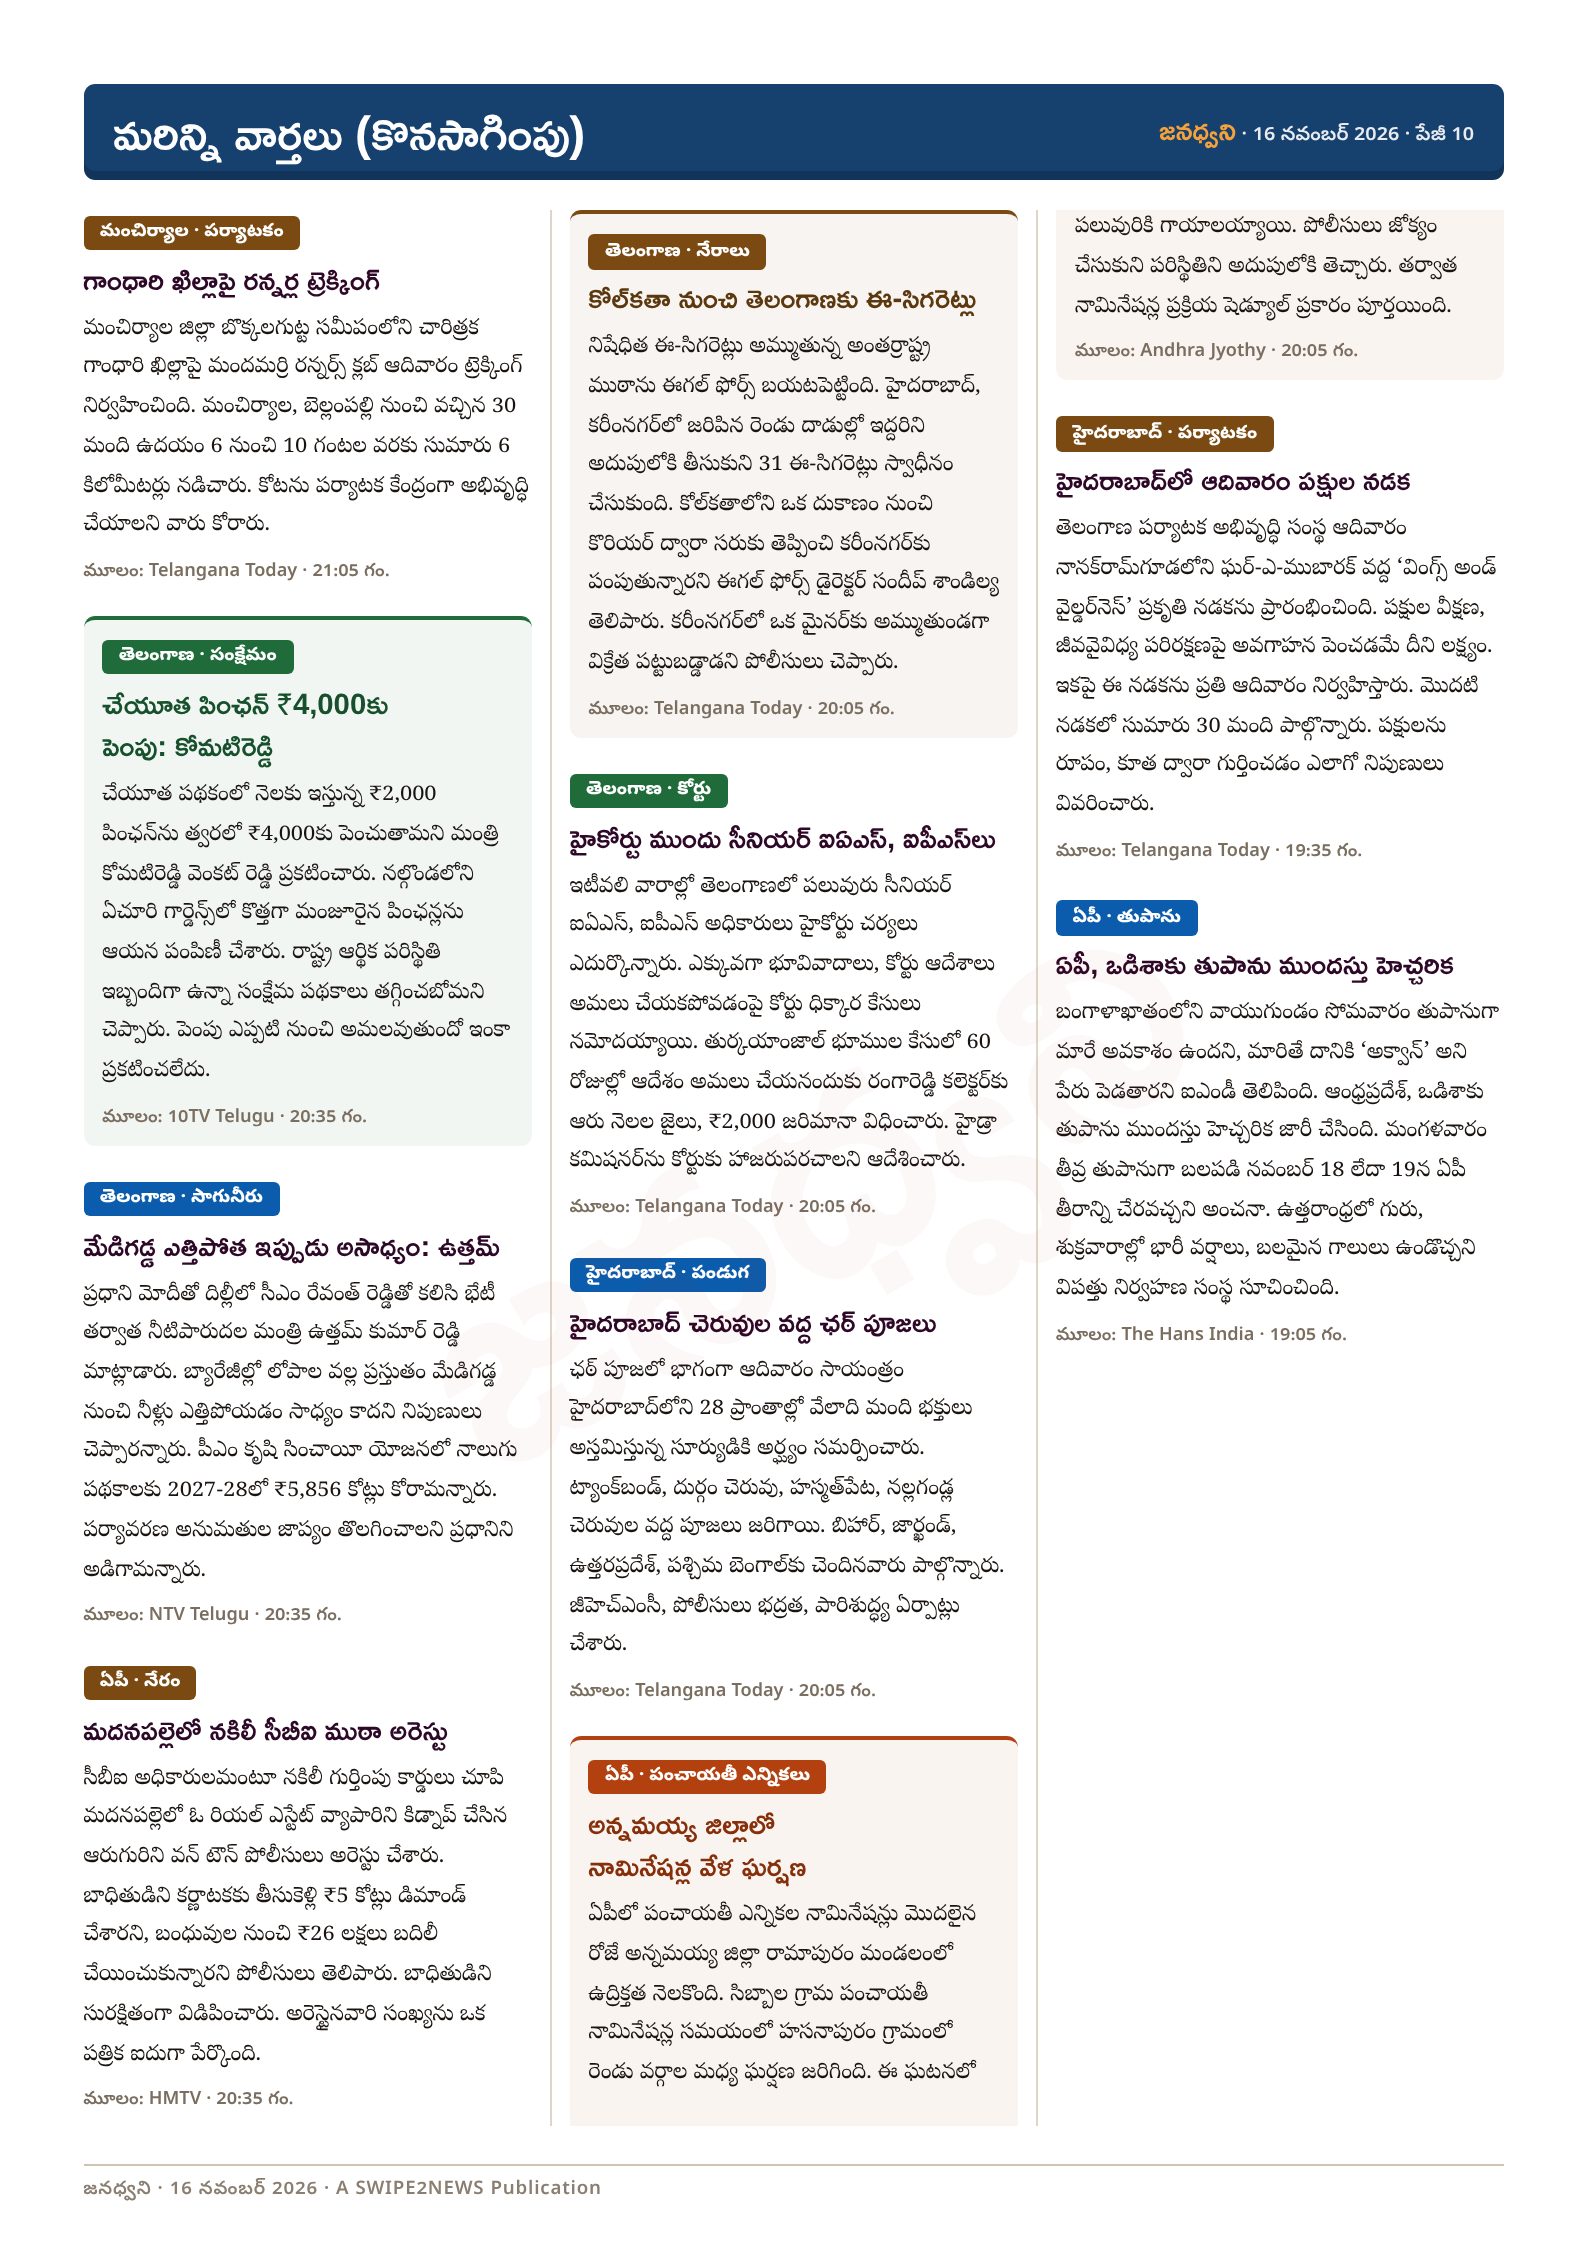 మరిన్ని వార్తలు (కొనసాగింపు)
జనధ్వని · 16 నవంబర్ 2026 · పేజీ 10
మంచిర్యాల · పర్యాటకం
గాంధారి ఖిల్లాపై రన్నర్ల ట్రెక్కింగ్
మంచిర్యాల జిల్లా బొక్కలగుట్ట సమీపంలోని చారిత్రక
గాంధారి ఖిల్లాపై మందమర్రి రన్నర్స్ క్లబ్ ఆదివారం ట్రెక్కింగ్
నిర్వహించింది. మంచిర్యాల, బెల్లంపల్లి నుంచి వచ్చిన 30
మంది ఉదయం 6 నుంచి 10 గంటల వరకు సుమారు 6
కిలోమీటర్లు నడిచారు. కోటను పర్యాటక కేంద్రంగా అభివృద్ధి
చేయాలని వారు కోరారు.
మూలం: Telangana Today · 21:05 గం.
తెలంగాణ · సంక్షేమం
చేయూత పింఛన్ ₹4,000కు
పెంపు: కోమటిరెడ్డి
చేయూత పథకంలో నెలకు ఇస్తున్న ₹2,000
పింఛన్‌ను త్వరలో ₹4,000కు పెంచుతామని మంత్రి
కోమటిరెడ్డి వెంకట్ రెడ్డి ప్రకటించారు. నల్గొండలోని
ఏచూరి గార్డెన్స్‌లో కొత్తగా మంజూరైన పింఛన్లను
ఆయన పంపిణీ చేశారు. రాష్ట్ర ఆర్థిక పరిస్థితి
ఇబ్బందిగా ఉన్నా సంక్షేమ పథకాలు తగ్గించబోమని
చెప్పారు. పెంపు ఎప్పటి నుంచి అమలవుతుందో ఇంకా
ప్రకటించలేదు.
మూలం: 10TV Telugu · 20:35 గం.
తెలంగాణ · సాగునీరు
మేడిగడ్డ ఎత్తిపోత ఇప్పుడు అసాధ్యం: ఉత్తమ్
ప్రధాని మోదీతో దిల్లీలో సీఎం రేవంత్ రెడ్డితో కలిసి భేటీ
తర్వాత నీటిపారుదల మంత్రి ఉత్తమ్ కుమార్ రెడ్డి
మాట్లాడారు. బ్యారేజీల్లో లోపాల వల్ల ప్రస్తుతం మేడిగడ్డ
నుంచి నీళ్లు ఎత్తిపోయడం సాధ్యం కాదని నిపుణులు
చెప్పారన్నారు. పీఎం కృషి సించాయీ యోజనలో నాలుగు
పథకాలకు 2027-28లో ₹5,856 కోట్లు కోరామన్నారు.
పర్యావరణ అనుమతుల జాప్యం తొలగించాలని ప్రధానిని
అడిగామన్నారు.
మూలం: NTV Telugu · 20:35 గం.
ఏపీ · నేరం
మదనపల్లెలో నకిలీ సీబీఐ ముఠా అరెస్టు
సీబీఐ అధికారులమంటూ నకిలీ గుర్తింపు కార్డులు చూపి
మదనపల్లెలో ఓ రియల్ ఎస్టేట్ వ్యాపారిని కిడ్నాప్ చేసిన
ఆరుగురిని వన్ టౌన్ పోలీసులు అరెస్టు చేశారు.
బాధితుడిని కర్ణాటకకు తీసుకెళ్లి ₹5 కోట్లు డిమాండ్
చేశారని, బంధువుల నుంచి ₹26 లక్షలు బదిలీ
చేయించుకున్నారని పోలీసులు తెలిపారు. బాధితుడిని
సురక్షితంగా విడిపించారు. అరెస్టైనవారి సంఖ్యను ఒక
పత్రిక ఐదుగా పేర్కొంది.
మూలం: HMTV · 20:35 గం.
తెలంగాణ · నేరాలు
కోల్‌కతా నుంచి తెలంగాణకు ఈ-సిగరెట్లు
నిషేధిత ఈ-సిగరెట్లు అమ్ముతున్న అంతర్రాష్ట్ర
ముఠాను ఈగల్ ఫోర్స్ బయటపెట్టింది. హైదరాబాద్,
కరీంనగర్‌లో జరిపిన రెండు దాడుల్లో ఇద్దరిని
అదుపులోకి తీసుకుని 31 ఈ-సిగరెట్లు స్వాధీనం
చేసుకుంది. కోల్‌కతాలోని ఒక దుకాణం నుంచి
కొరియర్ ద్వారా సరుకు తెప్పించి కరీంనగర్‌కు
పంపుతున్నారని ఈగల్ ఫోర్స్ డైరెక్టర్ సందీప్ శాండిల్య
తెలిపారు. కరీంనగర్‌లో ఒక మైనర్‌కు అమ్ముతుండగా
విక్రేత పట్టుబడ్డాడని పోలీసులు చెప్పారు.
మూలం: Telangana Today · 20:05 గం.
తెలంగాణ · కోర్టు
హైకోర్టు ముందు సీనియర్ ఐఏఎస్, ఐపీఎస్‌లు
ఇటీవలి వారాల్లో తెలంగాణలో పలువురు సీనియర్
ఐఏఎస్, ఐపీఎస్ అధికారులు హైకోర్టు చర్యలు
ఎదుర్కొన్నారు. ఎక్కువగా భూవివాదాలు, కోర్టు ఆదేశాలు
అమలు చేయకపోవడంపై కోర్టు ధిక్కార కేసులు
నమోదయ్యాయి. తుర్కయాంజాల్ భూముల కేసులో 60
రోజుల్లో ఆదేశం అమలు చేయనందుకు రంగారెడ్డి కలెక్టర్‌కు
ఆరు నెలల జైలు, ₹2,000 జరిమానా విధించారు. హైడ్రా
కమిషనర్‌ను కోర్టుకు హాజరుపరచాలని ఆదేశించారు.
మూలం: Telangana Today · 20:05 గం.
హైదరాబాద్ · పండుగ
హైదరాబాద్ చెరువుల వద్ద ఛఠ్ పూజలు
ఛఠ్ పూజలో భాగంగా ఆదివారం సాయంత్రం
హైదరాబాద్‌లోని 28 ప్రాంతాల్లో వేలాది మంది భక్తులు
అస్తమిస్తున్న సూర్యుడికి అర్ఘ్యం సమర్పించారు.
ట్యాంక్‌బండ్, దుర్గం చెరువు, హస్మత్‌పేట, నల్లగండ్ల
చెరువుల వద్ద పూజలు జరిగాయి. బిహార్, జార్ఖండ్,
ఉత్తరప్రదేశ్, పశ్చిమ బెంగాల్‌కు చెందినవారు పాల్గొన్నారు.
జీహెచ్‌ఎంసీ, పోలీసులు భద్రత, పారిశుద్ధ్య ఏర్పాట్లు
చేశారు.
మూలం: Telangana Today · 20:05 గం.
ఏపీ · పంచాయతీ ఎన్నికలు
అన్నమయ్య జిల్లాలో
నామినేషన్ల వేళ ఘర్షణ
ఏపీలో పంచాయతీ ఎన్నికల నామినేషన్లు మొదలైన
రోజే అన్నమయ్య జిల్లా రామాపురం మండలంలో
ఉద్రిక్తత నెలకొంది. సిబ్బాల గ్రామ పంచాయతీ
నామినేషన్ల సమయంలో హసనాపురం గ్రామంలో
రెండు వర్గాల మధ్య ఘర్షణ జరిగింది. ఈ ఘటనలో
పలువురికి గాయాలయ్యాయి. పోలీసులు జోక్యం
చేసుకుని పరిస్థితిని అదుపులోకి తెచ్చారు. తర్వాత
నామినేషన్ల ప్రక్రియ షెడ్యూల్ ప్రకారం పూర్తయింది.
మూలం: Andhra Jyothy · 20:05 గం.
హైదరాబాద్ · పర్యాటకం
హైదరాబాద్‌లో ఆదివారం పక్షుల నడక
తెలంగాణ పర్యాటక అభివృద్ధి సంస్థ ఆదివారం
నానక్‌రామ్‌గూడలోని ఘర్-ఎ-ముబారక్ వద్ద ‘వింగ్స్ అండ్
వైల్డర్‌నెస్’ ప్రకృతి నడకను ప్రారంభించింది. పక్షుల వీక్షణ,
జీవవైవిధ్య పరిరక్షణపై అవగాహన పెంచడమే దీని లక్ష్యం.
ఇకపై ఈ నడకను ప్రతి ఆదివారం నిర్వహిస్తారు. మొదటి
నడకలో సుమారు 30 మంది పాల్గొన్నారు. పక్షులను
రూపం, కూత ద్వారా గుర్తించడం ఎలాగో నిపుణులు
వివరించారు.
మూలం: Telangana Today · 19:35 గం.
ఏపీ · తుపాను
ఏపీ, ఒడిశాకు తుపాను ముందస్తు హెచ్చరిక
బంగాళాఖాతంలోని వాయుగుండం సోమవారం తుపానుగా
మారే అవకాశం ఉందని, మారితే దానికి ‘అక్వాన్’ అని
పేరు పెడతారని ఐఎండీ తెలిపింది. ఆంధ్రప్రదేశ్, ఒడిశాకు
తుపాను ముందస్తు హెచ్చరిక జారీ చేసింది. మంగళవారం
తీవ్ర తుపానుగా బలపడి నవంబర్ 18 లేదా 19న ఏపీ
తీరాన్ని చేరవచ్చని అంచనా. ఉత్తరాంధ్రలో గురు,
శుక్రవారాల్లో భారీ వర్షాలు, బలమైన గాలులు ఉండొచ్చని
విపత్తు నిర్వహణ సంస్థ సూచించింది.
మూలం: The Hans India · 19:05 గం.
జనధ్వని
జనధ్వని · 16 నవంబర్ 2026 · A SWIPE2NEWS Publication